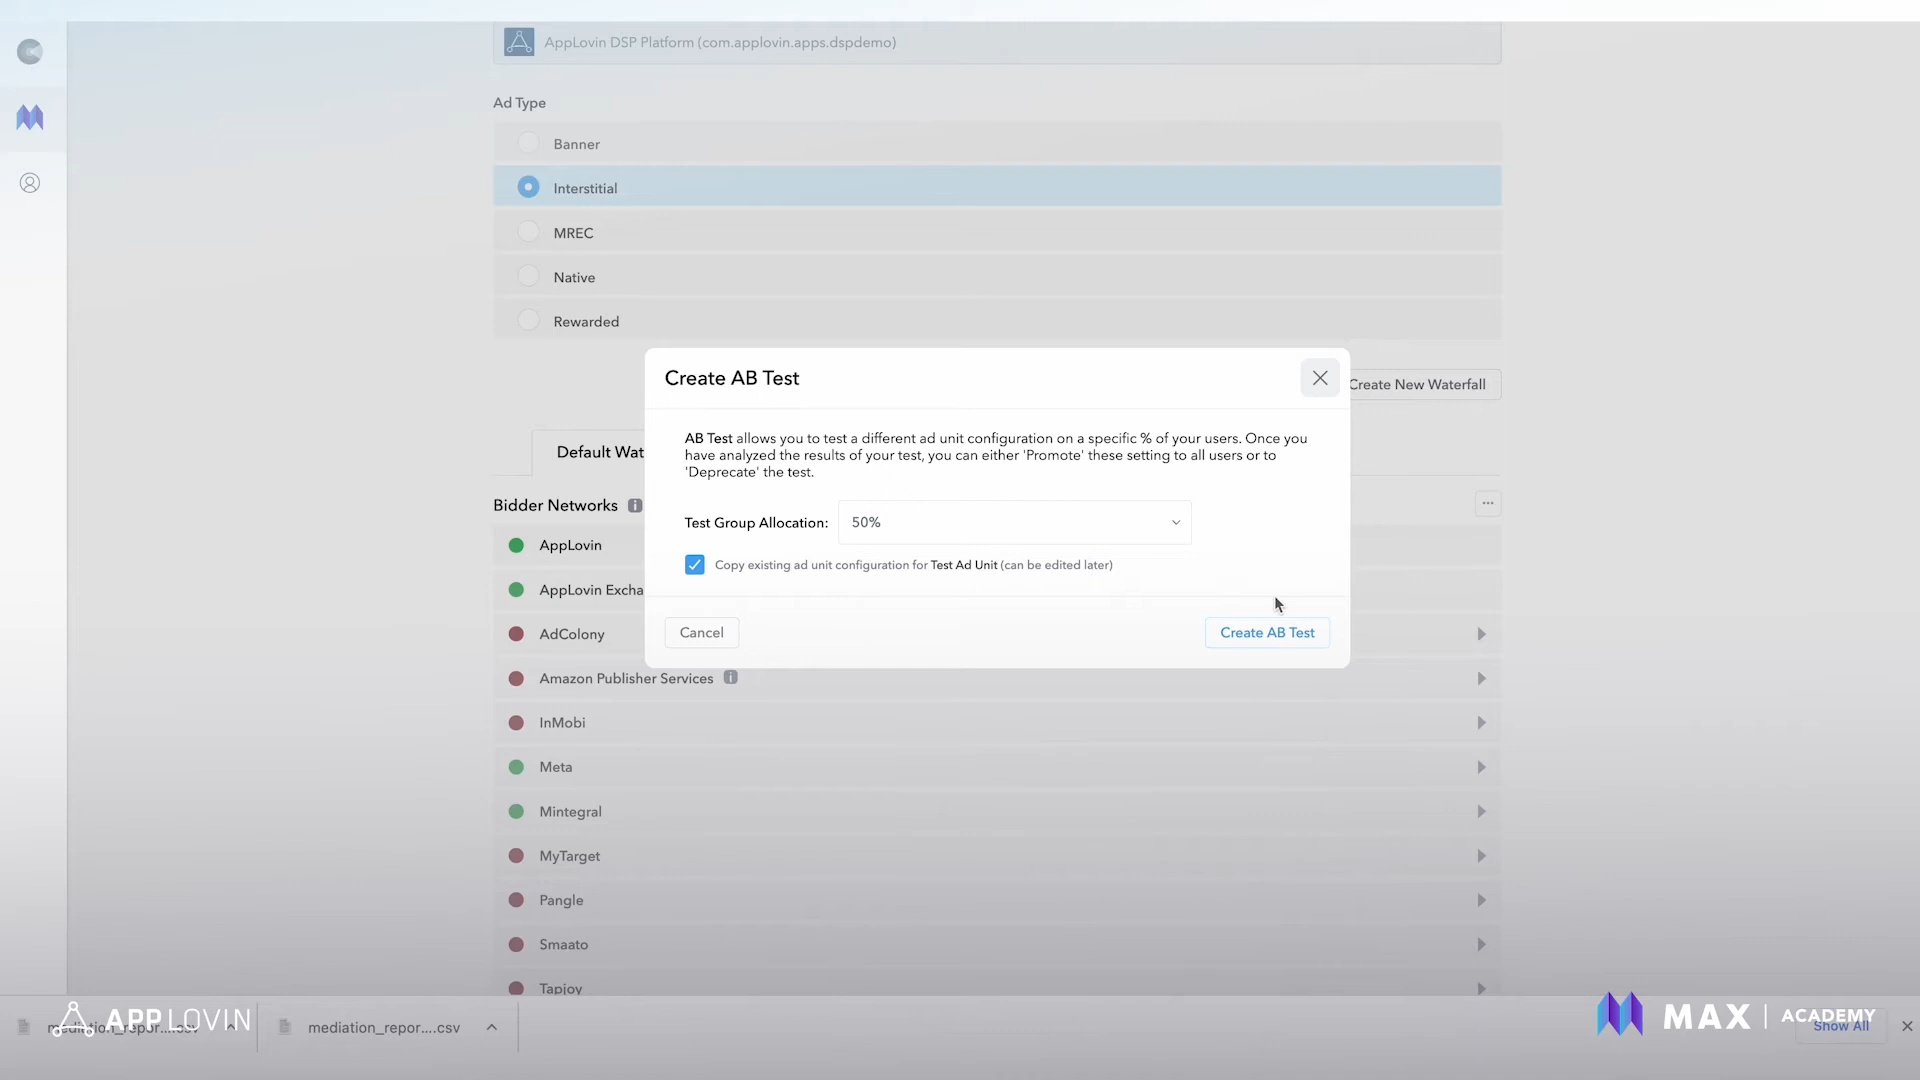 AppLovin DSP Platform (com.applovin.apps.dspdemo)
Ad Type
Banner
Interstitial
MREC
Native
Rewarded
Create AB Test
Create New Waterfall
AB Test allows you to test a different ad unit configuration on a specific % of your users. Once you
have analyzed the results of your test, you can either 'Promote' these setting to all users or to
'Deprecate' the test.
Default Wat
Bidder Networks
Test Group Allocation: 50%
AppLovin
Copy existing ad unit configuration for Test Ad Unit (can be edited later)
AppLovin Excha
AdColony
Cancel
Create AB Test
Amazon Publisher Services
InMobi
Meta
Mintegral
MyTarget
Pangle
Smaato
Tapjoy
APPLOVIN
mediation_repor....csv
mediation_repor....csv
MAX | ACADEMY
Show All